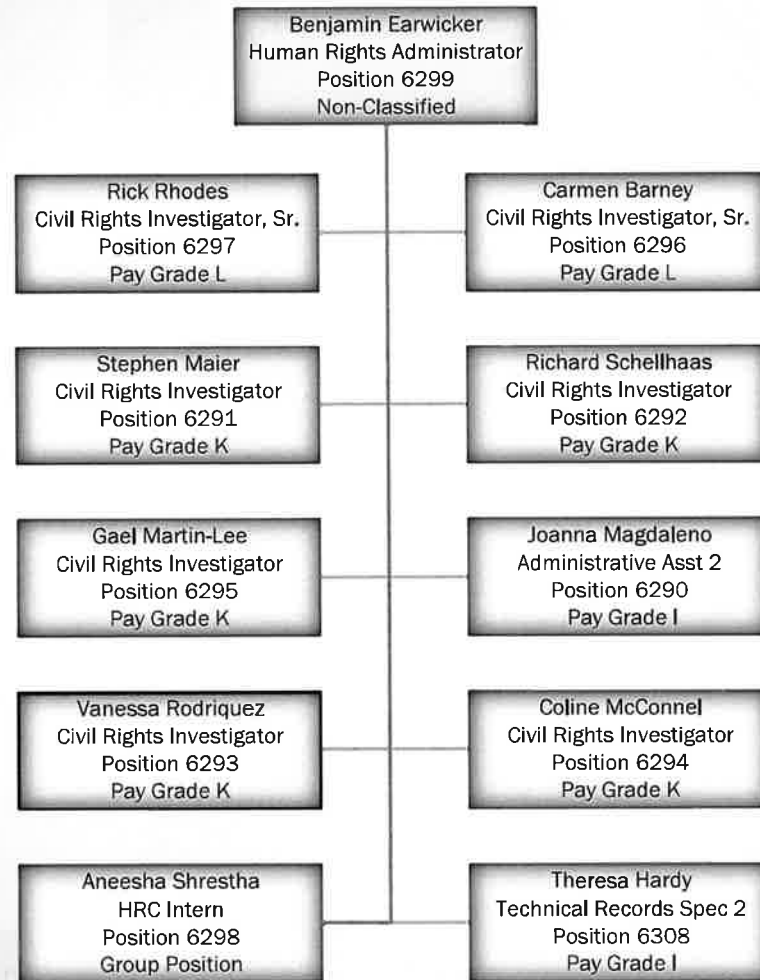 Benjamin Earwicker
Human Rights Administrator
Position 6299
Non-Classified
Rick Rhodes
Civil Rights Investigator, Sr.
Position 6297
Pay Grade L
Carmen Barney
Civil Rights Investigator, Sr.
Position 6296
Pay Grade L
Stephen Maier
Civil Rights Investigator
Position 6291
Pay Grade K
Richard Schellhaas
Civil Rights Investigator
Position 6292
Pay Grade K
Gael Martin-Lee
Civil Rights Investigator
Position 6295
Pay Grade K
Joanna Magdaleno
Administrative Asst 2
Position 6290
Pay Grade I
Vanessa Rodriquez
Civil Rights Investigator
Position 6293
Pay Grade K
Coline McConnel
Civil Rights Investigator
Position 6294
Pay Grade K
Aneesha Shrestha
HRC Intern
Position 6298
Group Position
Theresa Hardy
Technical Records Spec 2
Position 6308
Pay Grade I